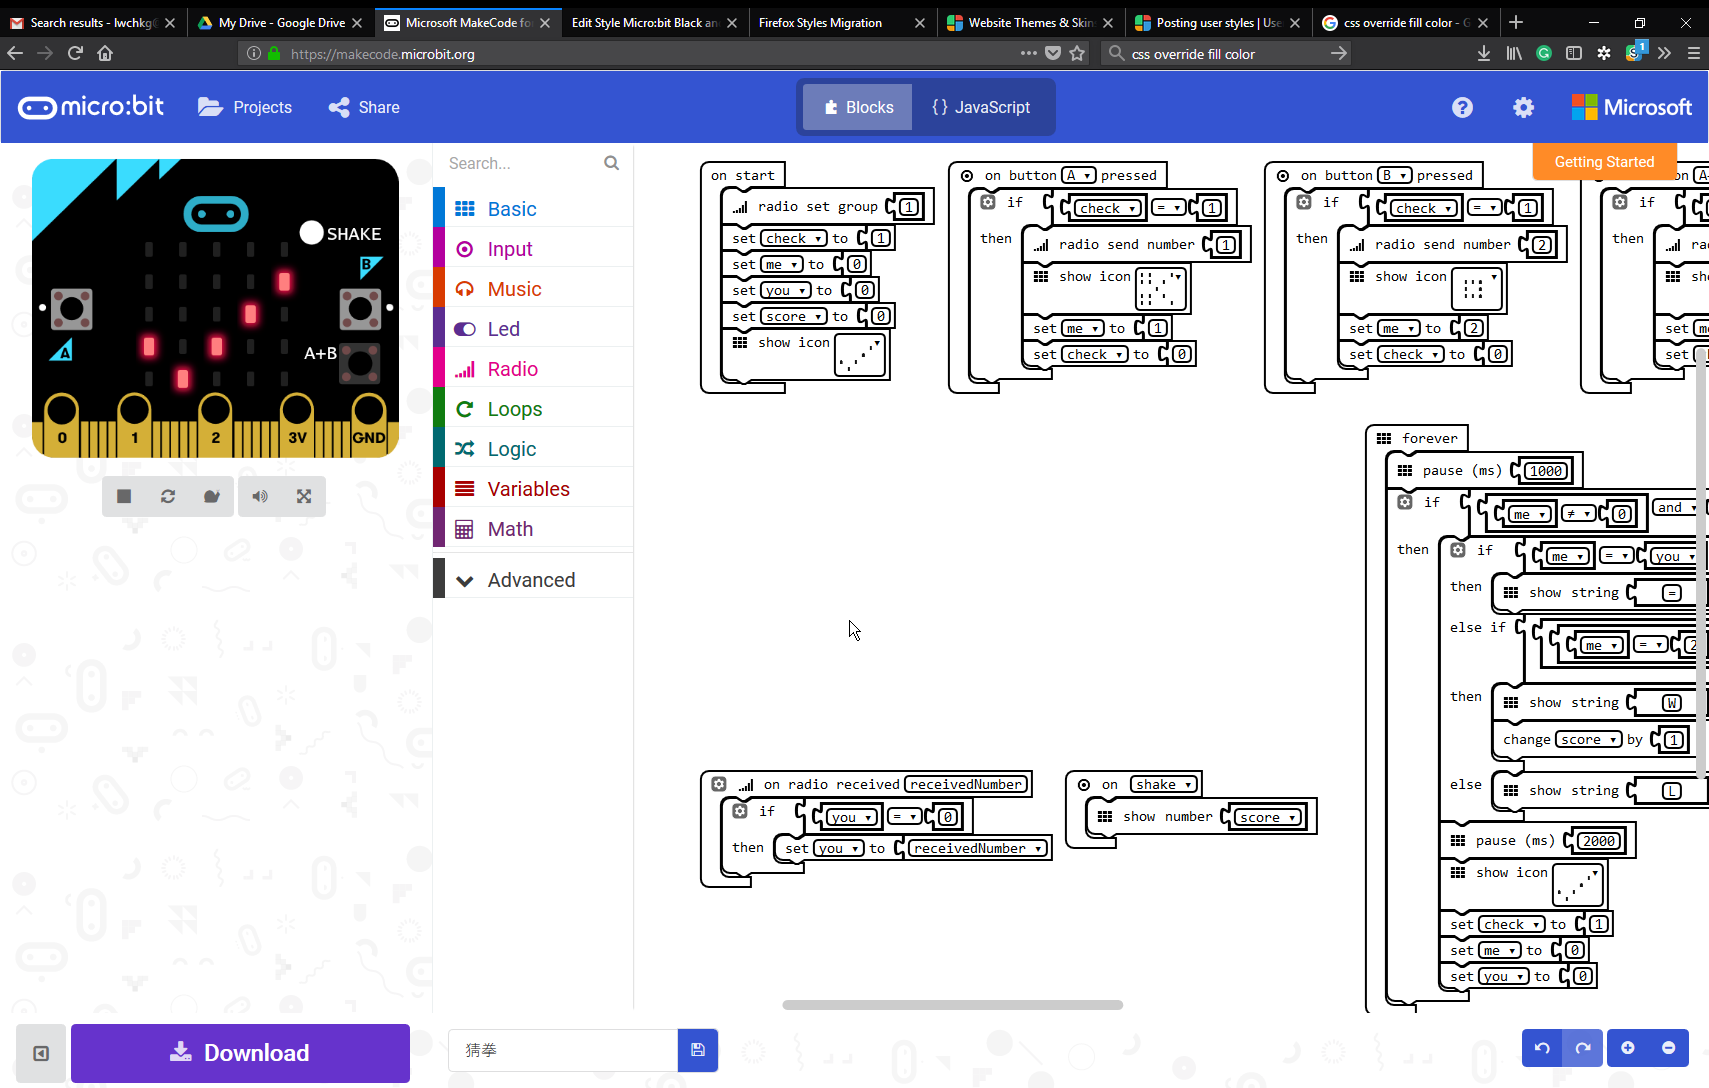 Search results - lwchkg@
My Drive - Google Drive
Microsoft MakeCode fo
Edit Style Micro:bit Black an
Firefox Styles Migration
Website Themes & Skin
Posting user styles | Use
css override fill color - G
https://makecode.microbit.org
css override fill color
1
micro:bit
Projects
Share
Blocks
{} JavaScript
Microsoft
Getting Started
SHAKE
B
A
A+B
0 1 2 3V GND
Search...
Basic
Input
Music
Led
Radio
Loops
Logic
Variables
Math
Advanced
on start
radio set group 1
set check to 1
set me to 0
set you to 0
set score to 0
show icon
on button A pressed
if check = 1
then radio send number 1
show icon
set me to 1
set check to 0
on button B pressed
if check = 1
then radio send number 2
show icon
set me to 2
set check to 0
on A
if
then ra
sho
set m
set
forever
pause (ms) 1000
if me ≠ 0 and
then if me = you
then show string =
else if me = 2
then show string W
change score by 1
else show string L
pause (ms) 2000
show icon
set check to 1
set me to 0
set you to 0
on radio received receivedNumber
if you = 0
then set you to receivedNumber
on shake
show number score
Download
猜拳